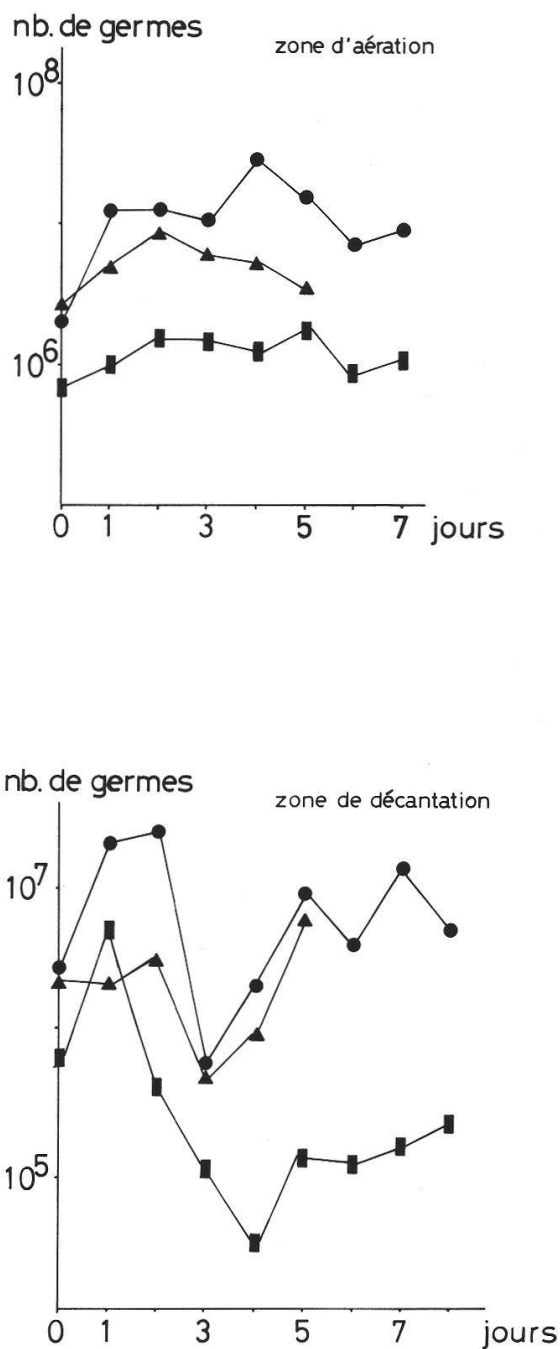 nb. de germes
zone d'aération
10⁸
10⁶
0 1 3 5 7 jours
nb. de germes
zone de décantation
10⁷
10⁵
0 1 3 5 7 jours